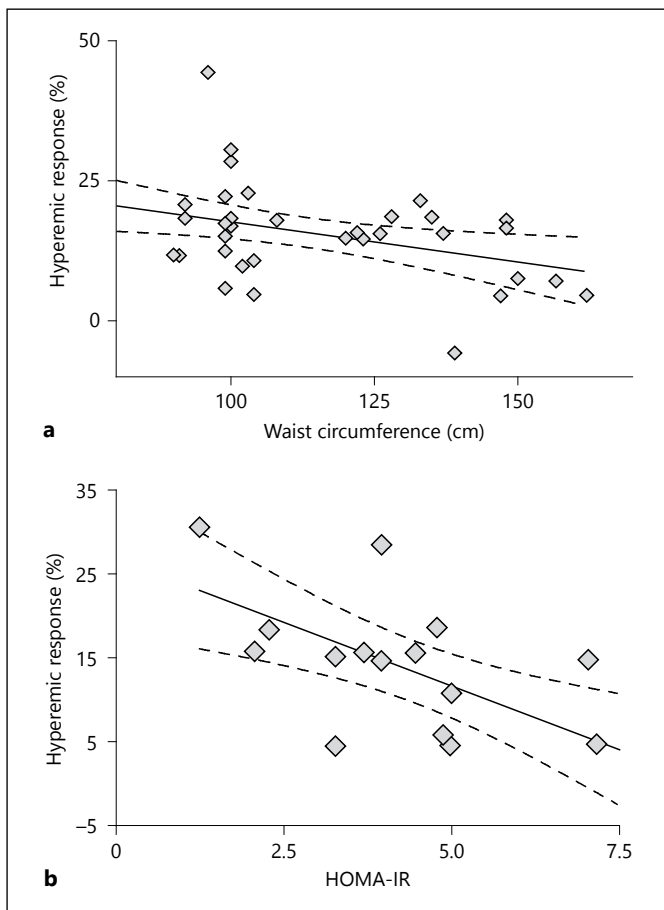 50
25
0
Hyperemic response (%)
100
125
150
a
Waist circumference (cm)
35
25
15
5
–5
Hyperemic response (%)
0
2.5
5.0
7.5
b
HOMA-IR